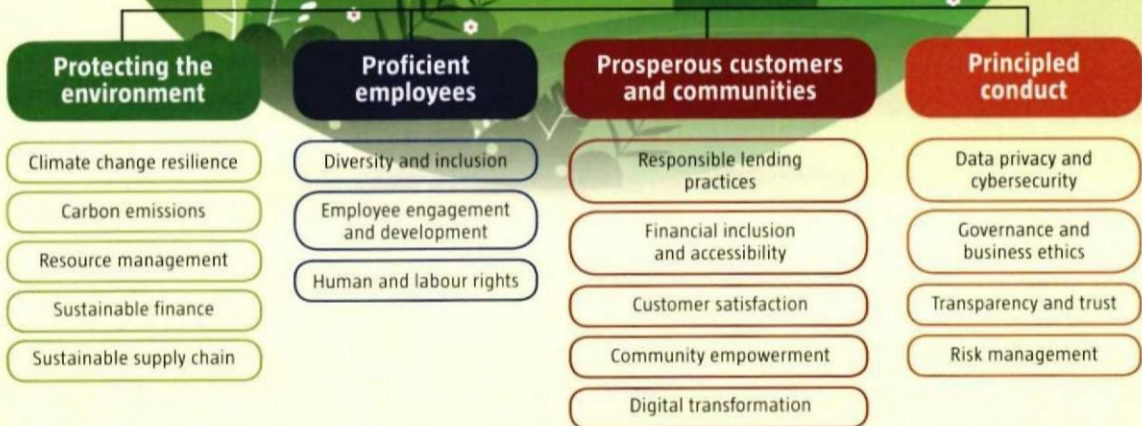 Protecting the
environment
Climate change resilience
Carbon emissions
Resource management
Sustainable finance
Sustainable supply chain
Proficient
employees
Diversity and inclusion
Employee engagement
and development
Human and labour rights
Prosperous customers
and communities
Responsible lending
practices
Financial inclusion
and accessibility
Customer satisfaction
Community empowerment
Digital transformation
Principled
conduct
Data privacy and
cybersecurity
Governance and
business ethics
Transparency and trust
Risk management